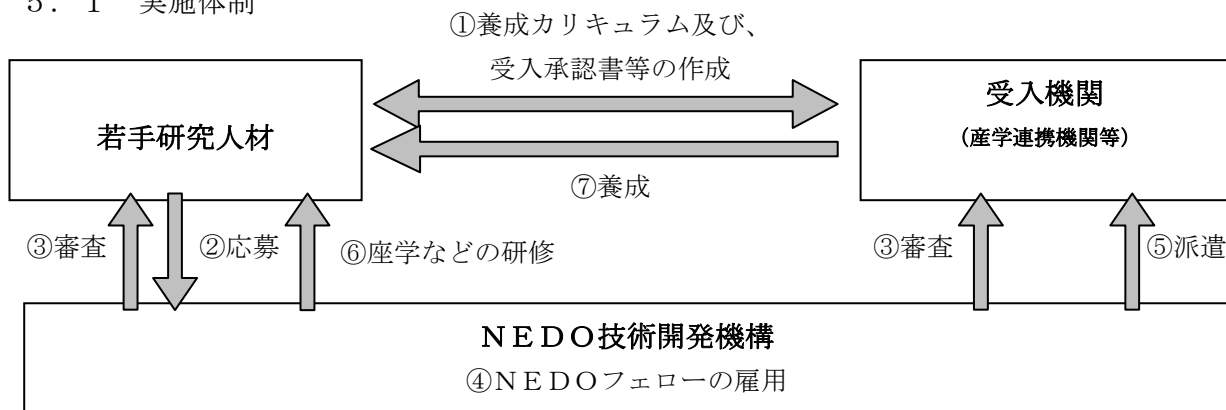 ５．１　実施体制
①養成カリキュラム及び、
受入承認書等の作成
若手研究人材
受入機関
（産学連携機関等）
⑦養成
③審査
②応募
⑥座学などの研修
③審査
⑤派遣
ＮＥＤＯ技術開発機構
④ＮＥＤＯフェローの雇用